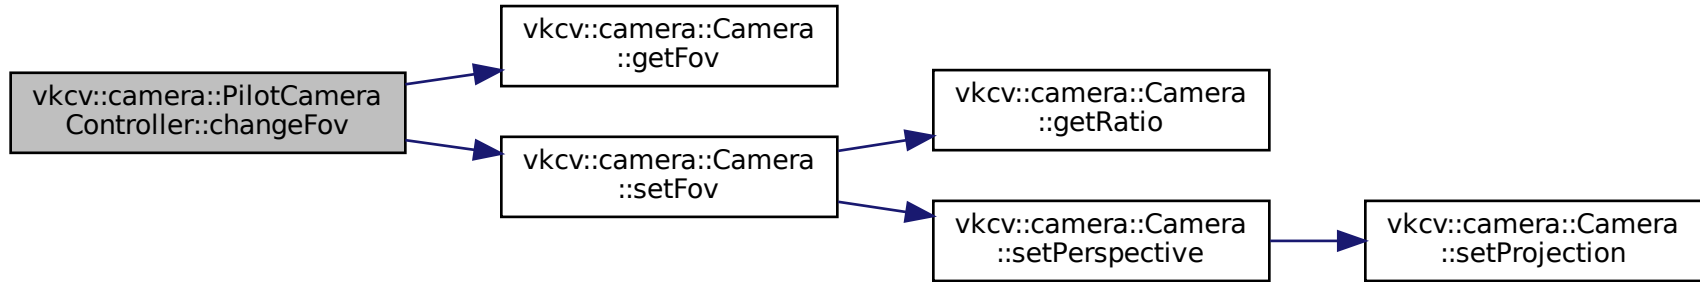 vkcv::camera::PilotCamera
Controller::changeFov
vkcv::camera::Camera
::getFov
vkcv::camera::Camera
::setFov
vkcv::camera::Camera
::getRatio
vkcv::camera::Camera
::setPerspective
vkcv::camera::Camera
::setProjection